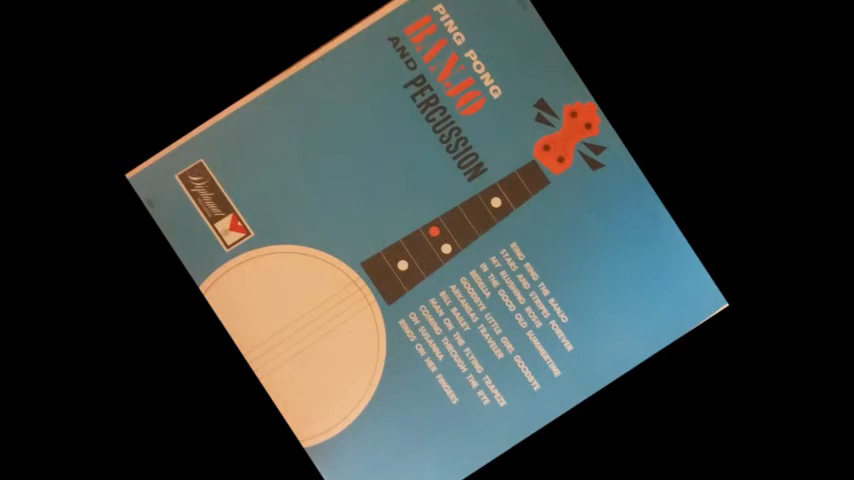 PING PONG
BANJO
AND PERCUSSION
Diplomat
RING RING THE BANJO
STARS AND STRIPES FOREVER
MY BLUSHING ROSIE
IN THE GOOD OLD SUMMERTIME
BEDELIA
GOODBYE LITTLE GIRL GOODBYE
ARKANSAS TRAVELER
BILL BAILEY
MAN ON THE FLYING TRAPEZE
COMING THROUGH THE RYE
OH SUSANNA
RINGS ON HER FINGERS